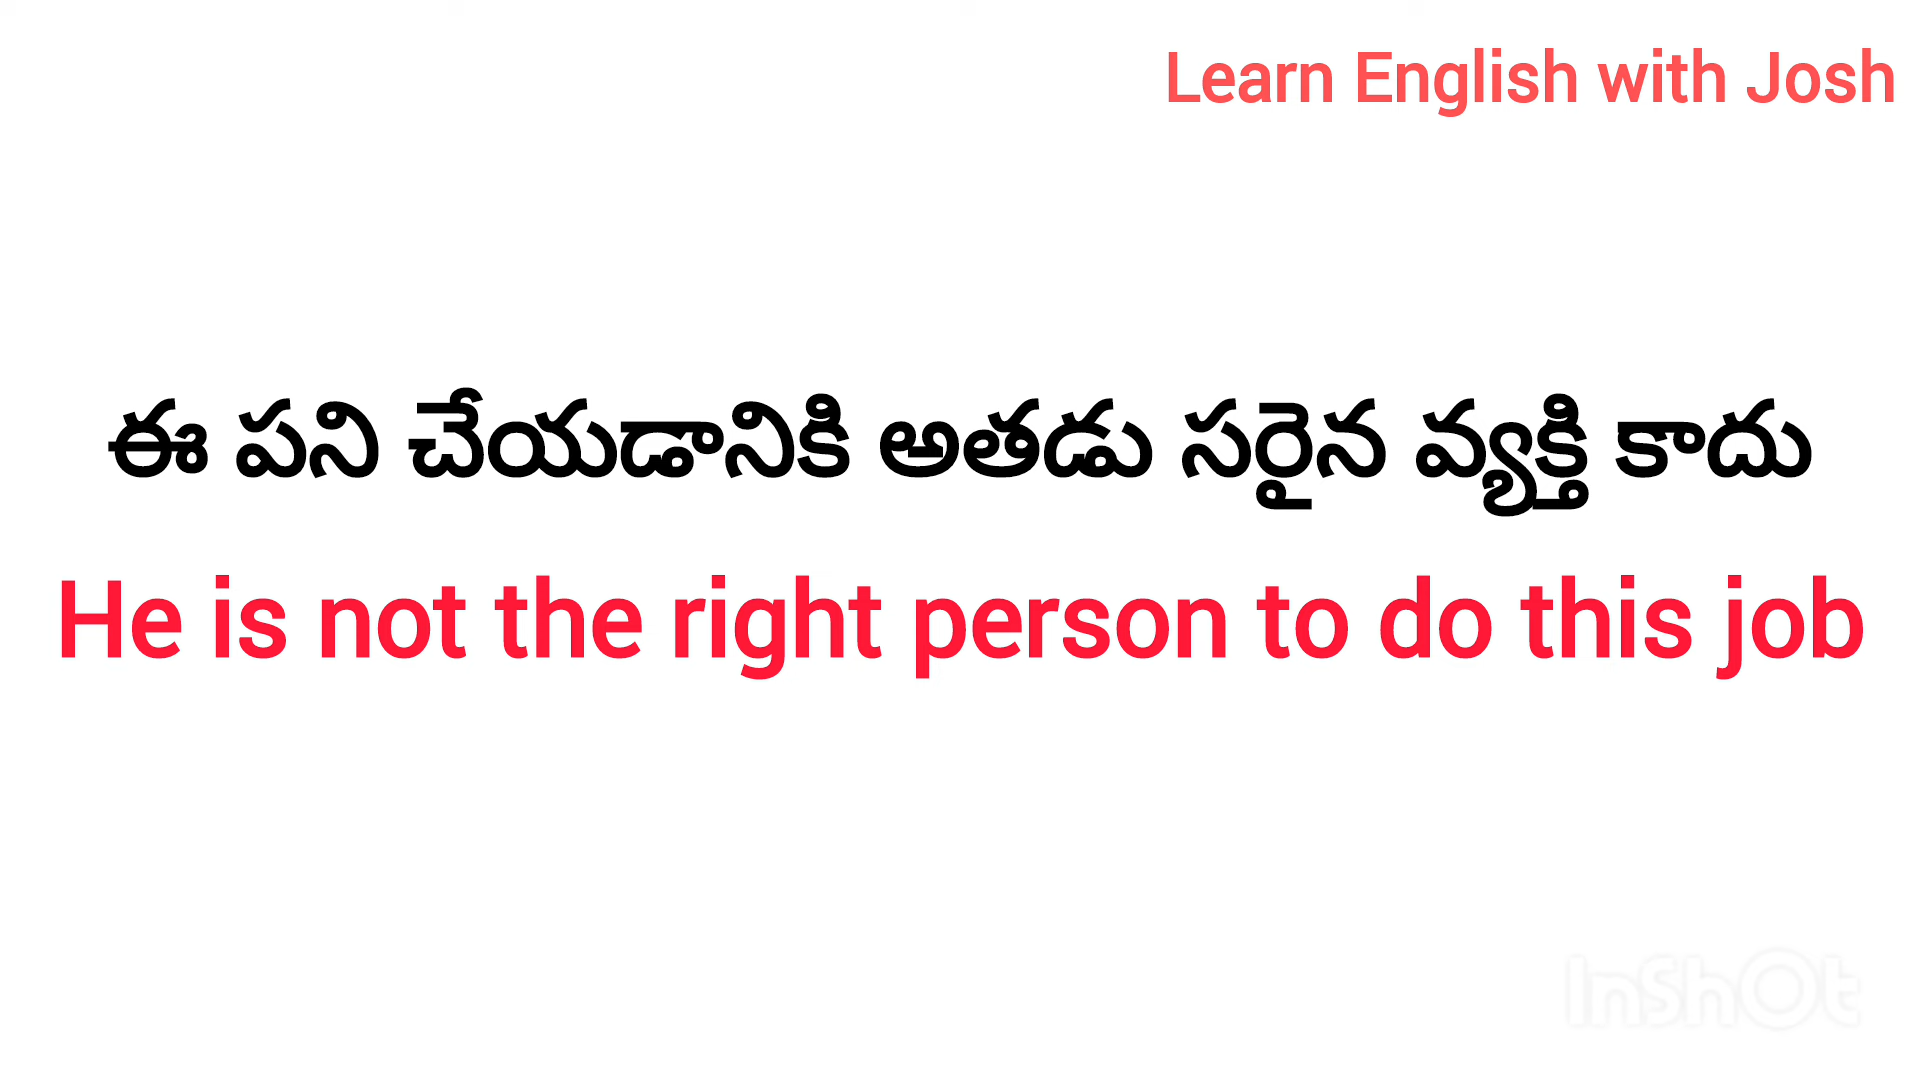 Learn English with Josh
ఈ పని చేయడానికి అతడు సరైన వ్యక్తి కాదు
He is not the right person to do this job
InShOt